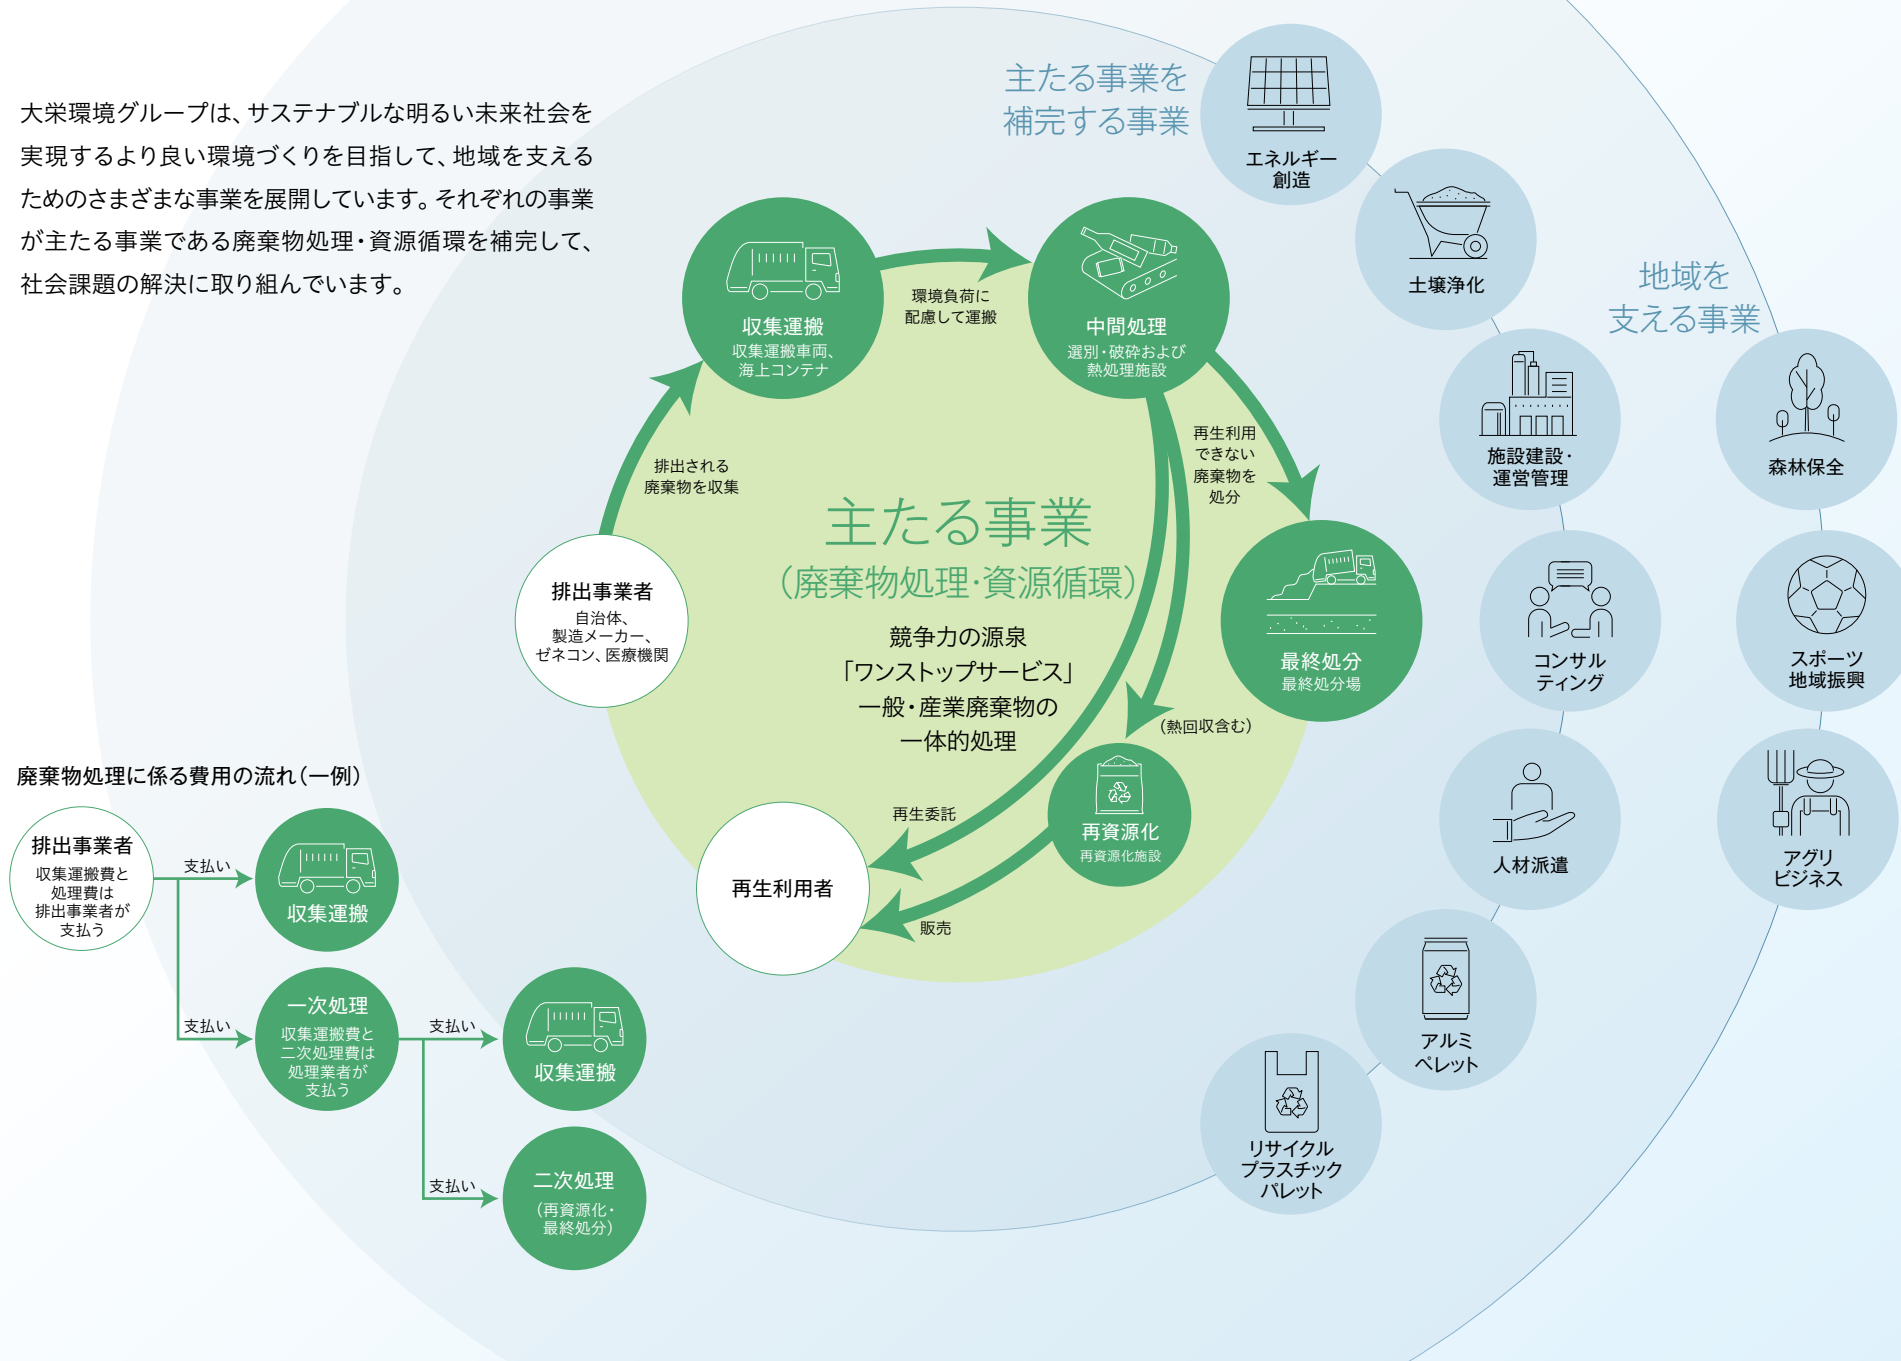 大栄環境グループは、サステナブルな明るい未来社会を
実現するより良い環境づくりを目指して、地域を支える
ためのさまざまな事業を展開しています。それぞれの事業
が主たる事業である廃棄物処理・資源循環を補完して、
社会課題の解決に取り組んでいます。
主たる事業を
補完する事業
エネルギー
創造
土壌浄化
施設建設・
運営管理
コンサル
ティング
人材派遣
アルミ
ペレット
リサイクル
プラスチック
パレット
地域を
支える事業
森林保全
スポーツ
地域振興
アグリ
ビジネス
収集運搬
収集運搬車両、
海上コンテナ
環境負荷に
配慮して運搬
中間処理
選別・破砕および
熱処理施設
排出される
廃棄物を収集
再生利用
できない
廃棄物を
処分
主たる事業
（廃棄物処理・資源循環）
競争力の源泉
「ワンストップサービス」
一般・産業廃棄物の
一体的処理
排出事業者
自治体、
製造メーカー、
ゼネコン、医療機関
最終処分
最終処分場
（熱回収含む）
再資源化
再資源化施設
再生委託
再生利用者
販売
廃棄物処理に係る費用の流れ（一例）
排出事業者
収集運搬費と
処理費は
排出事業者が
支払う
支払い
収集運搬
支払い
一次処理
収集運搬費と
二次処理費は
処理業者が
支払う
支払い
収集運搬
支払い
二次処理
（再資源化・
最終処分）